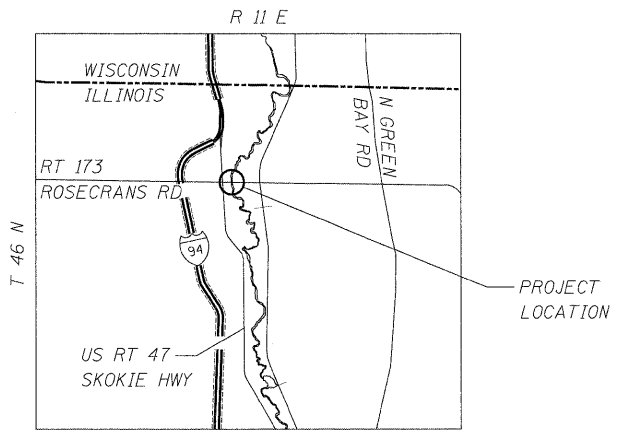 R 11 E
WISCONSIN
ILLINOIS
N GREEN
BAY RD
RT 173
ROSECRANS RD
T 46 N
94
PROJECT
LOCATION
US RT 47
SKOKIE HWY